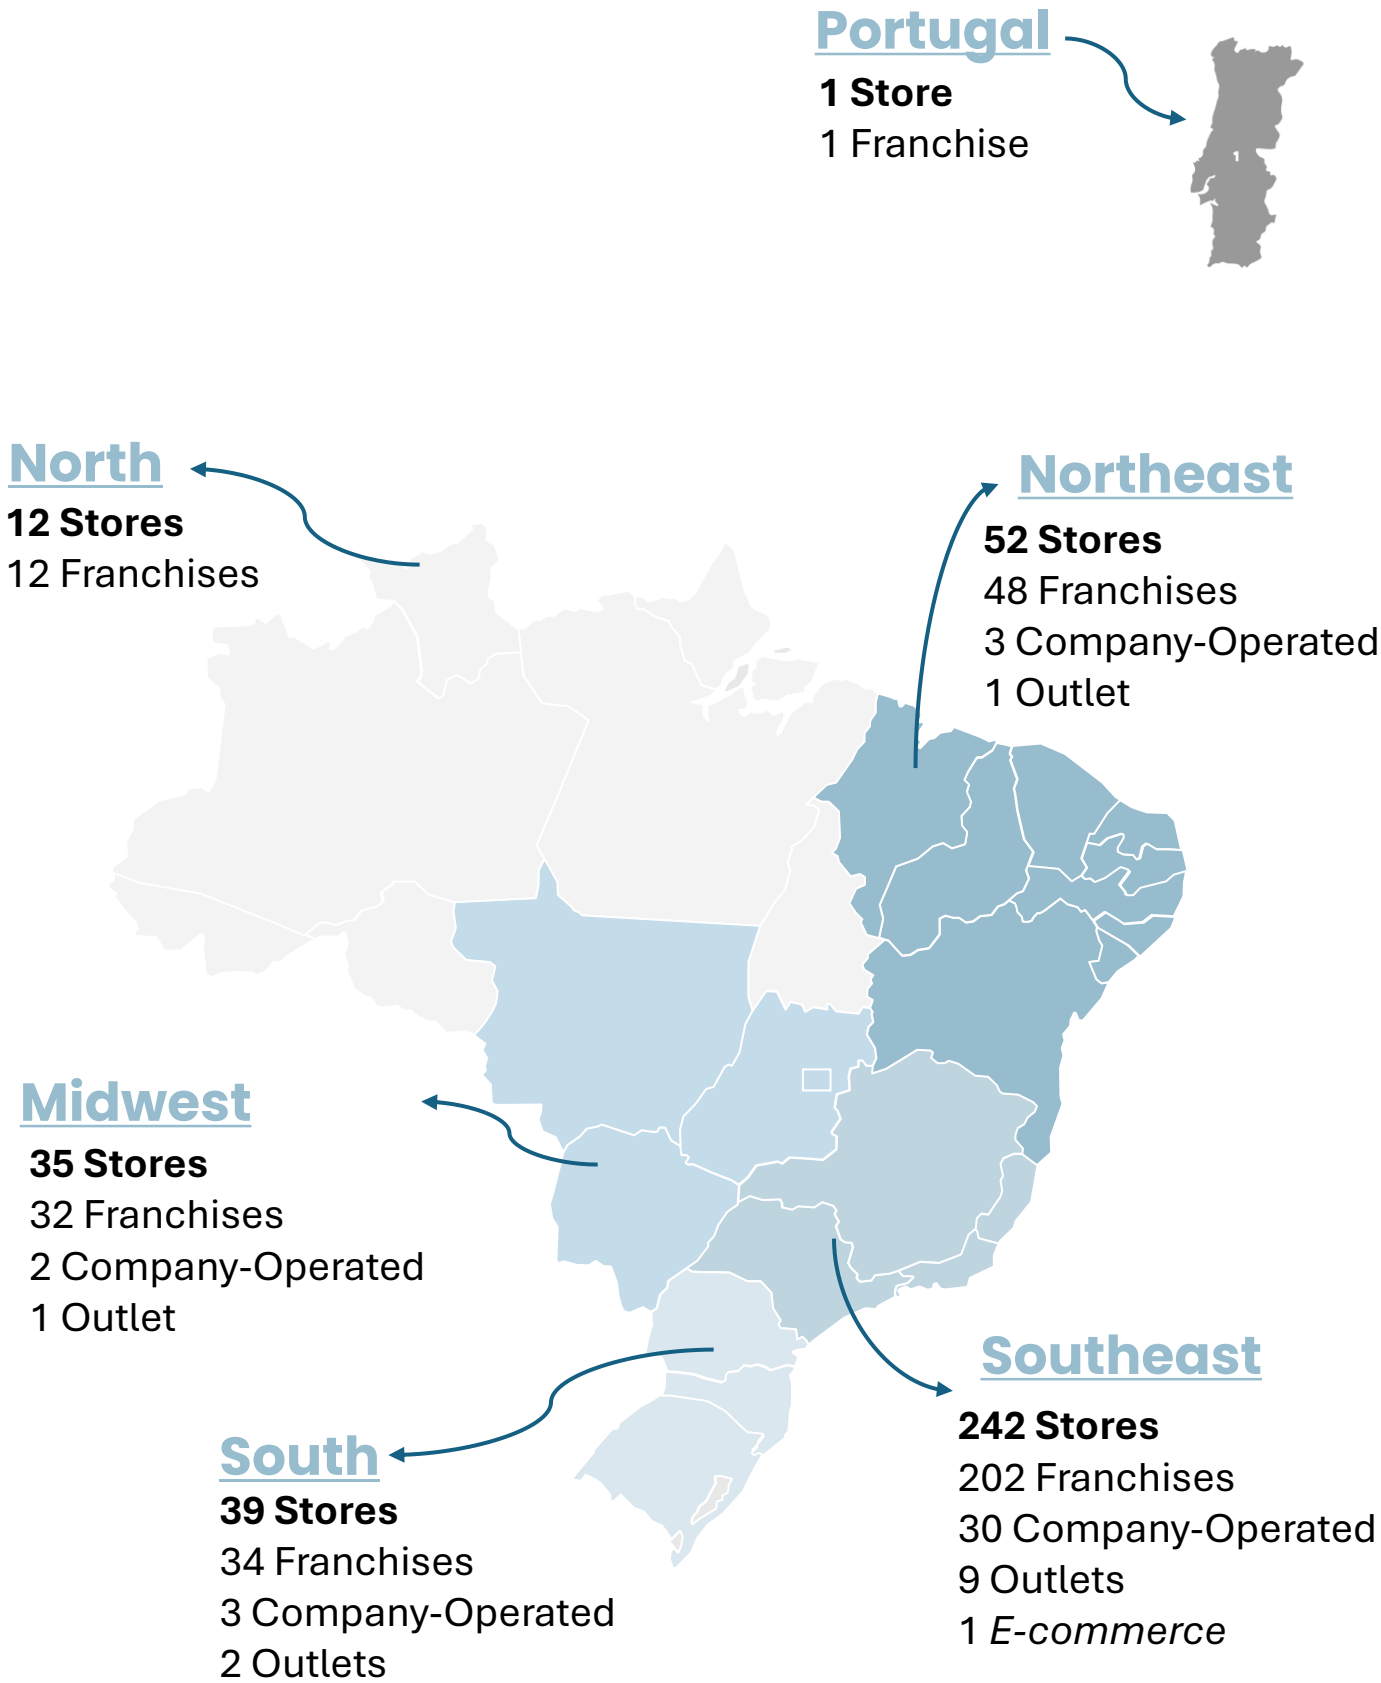 Portugal
1 Store
1 Franchise
North
12 Stores
12 Franchises
Northeast
52 Stores
48 Franchises
3 Company-Operated
1 Outlet
Midwest
35 Stores
32 Franchises
2 Company-Operated
1 Outlet
Southeast
242 Stores
202 Franchises
30 Company-Operated
9 Outlets
1 E-commerce
South
39 Stores
34 Franchises
3 Company-Operated
2 Outlets